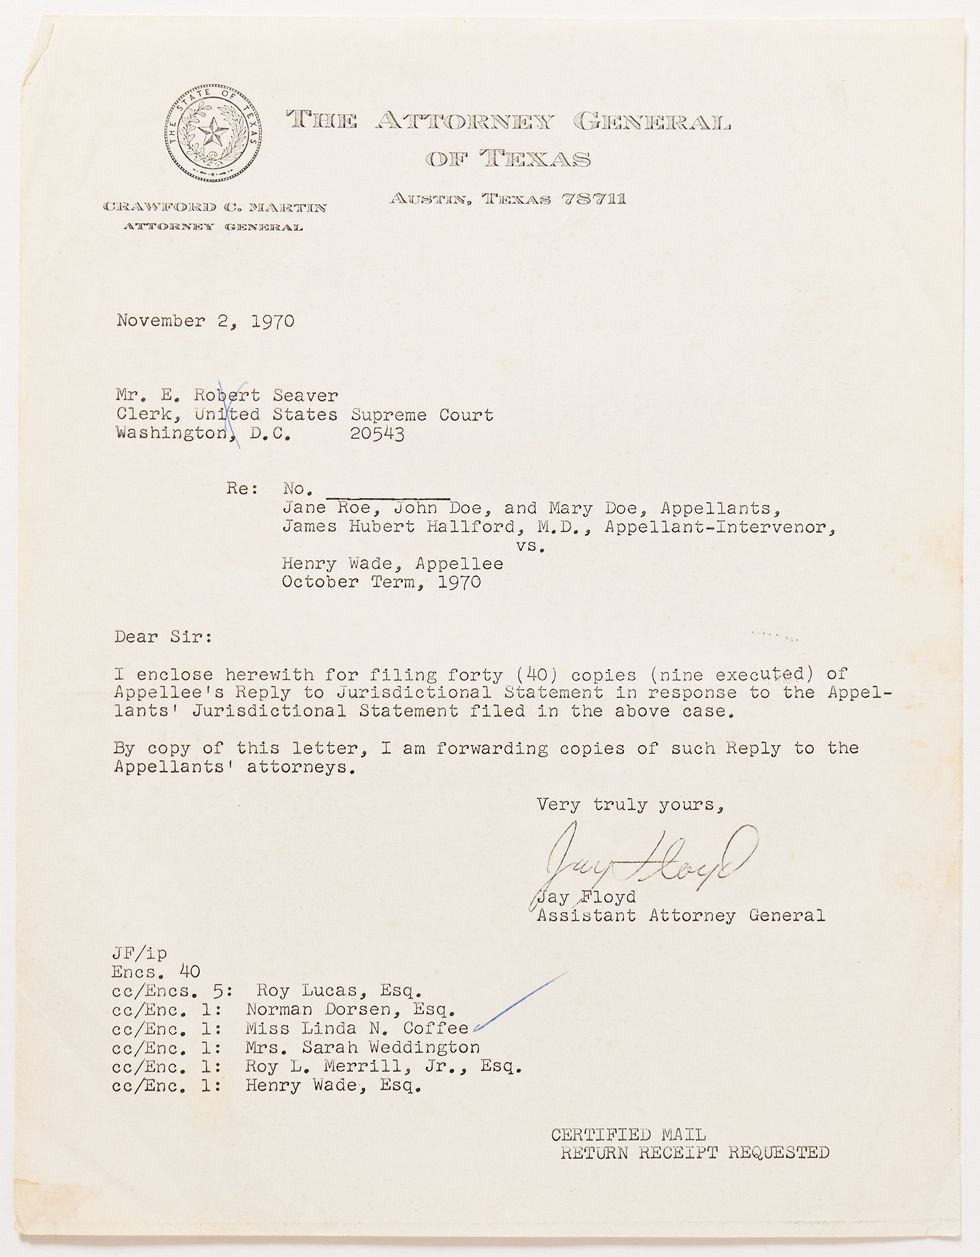 THE STATE OF TEXAS
THE ATTORNEY GENERAL
OF TEXAS
AUSTIN, TEXAS 78711
CRAWFORD C. MARTIN
ATTORNEY GENERAL
November 2, 1970
Mr. E. Robert Seaver
Clerk, United States Supreme Court
Washington, D.C. 20543
Re: No. __________
Jane Roe, John Doe, and Mary Doe, Appellants,
James Hubert Hallford, M.D., Appellant-Intervenor,
vs.
Henry Wade, Appellee
October Term, 1970
Dear Sir:
I enclose herewith for filing forty (40) copies (nine executed) of
Appellee's Reply to Jurisdictional Statement in response to the Appel-
lants' Jurisdictional Statement filed in the above case.
By copy of this letter, I am forwarding copies of such Reply to the
Appellants' attorneys.
Very truly yours,
Jay Floyd
Jay Floyd
Assistant Attorney General
JF/ip
Encs. 40
cc/Encs. 5: Roy Lucas, Esq.
cc/Enc. 1: Norman Dorsen, Esq.
cc/Enc. 1: Miss Linda N. Coffee
cc/Enc. 1: Mrs. Sarah Weddington
cc/Enc. 1: Roy L. Merrill, Jr., Esq.
cc/Enc. 1: Henry Wade, Esq.
CERTIFIED MAIL
RETURN RECEIPT REQUESTED